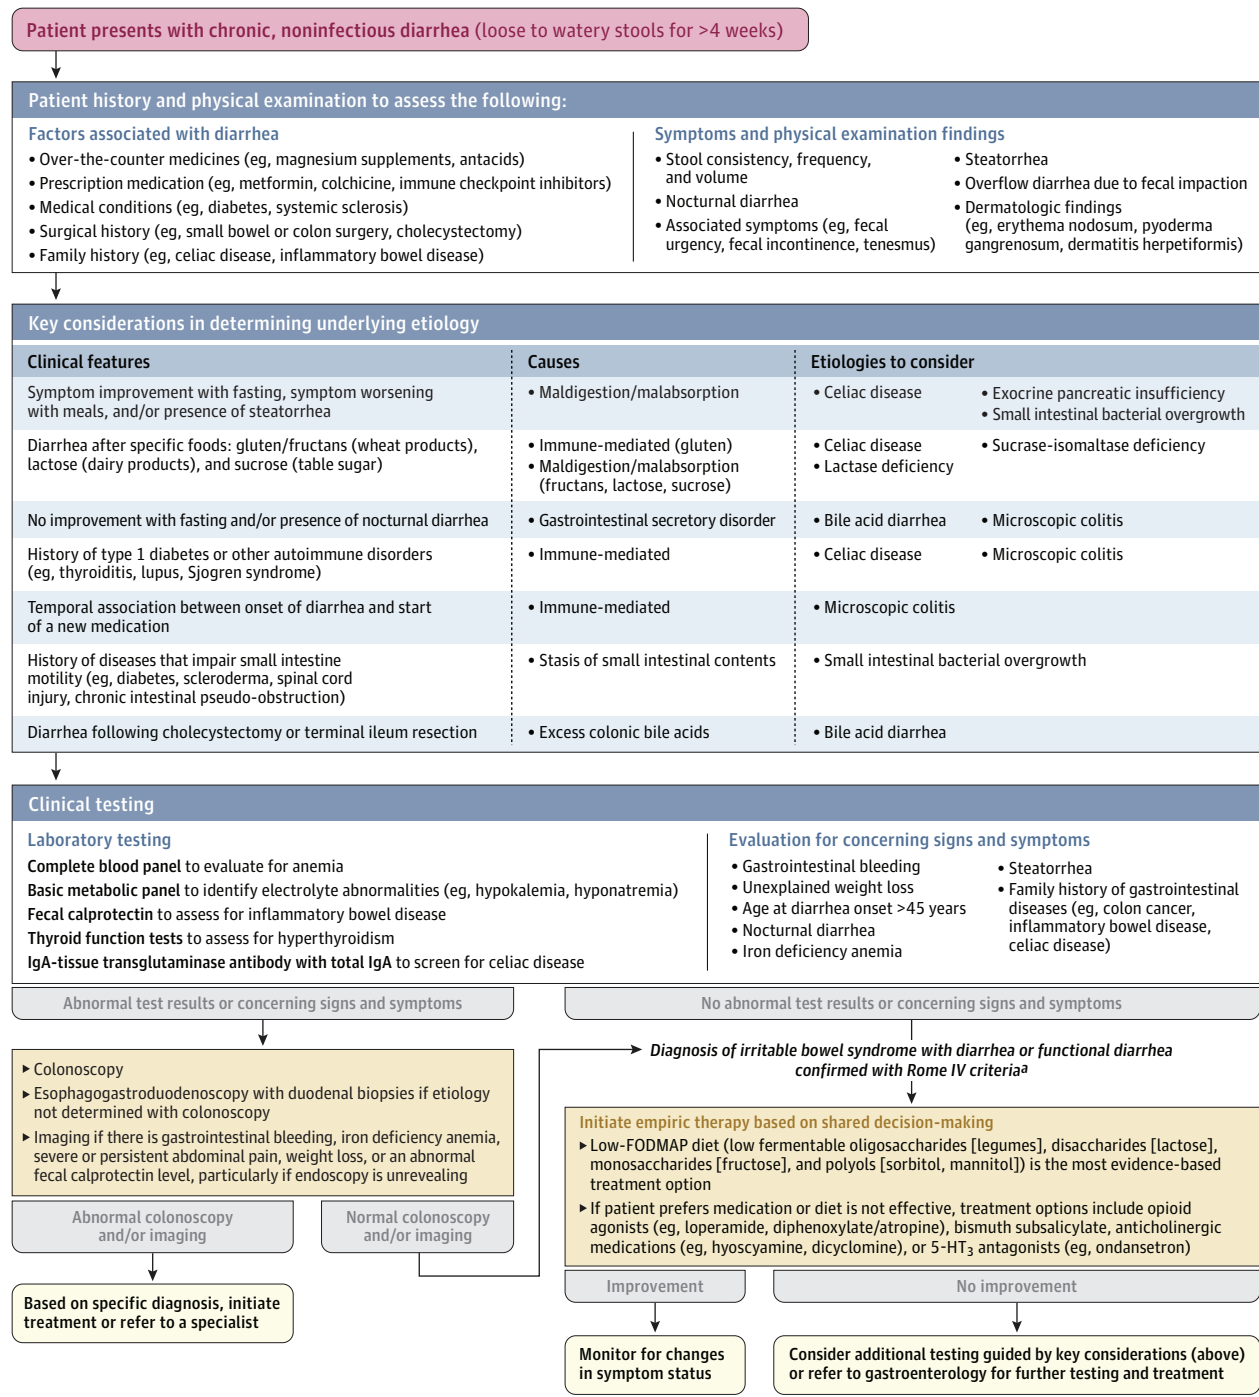 Patient presents with chronic, noninfectious diarrhea (loose to watery stools for >4 weeks)
Patient history and physical examination to assess the following:
Factors associated with diarrhea
• Over-the-counter medicines (eg, magnesium supplements, antacids)
• Prescription medication (eg, metformin, colchicine, immune checkpoint inhibitors)
• Medical conditions (eg, diabetes, systemic sclerosis)
• Surgical history (eg, small bowel or colon surgery, cholecystectomy)
• Family history (eg, celiac disease, inflammatory bowel disease)
Symptoms and physical examination findings
• Stool consistency, frequency,
and volume
• Nocturnal diarrhea
• Associated symptoms (eg, fecal
urgency, fecal incontinence, tenesmus)
• Steatorrhea
• Overflow diarrhea due to fecal impaction
• Dermatologic findings
(eg, erythema nodosum, pyoderma
gangrenosum, dermatitis herpetiformis)
Key considerations in determining underlying etiology
Clinical features
Causes
Etiologies to consider
Symptom improvement with fasting, symptom worsening
with meals, and/or presence of steatorrhea
• Maldigestion/malabsorption
• Celiac disease
• Exocrine pancreatic insufficiency
• Small intestinal bacterial overgrowth
Diarrhea after specific foods: gluten/fructans (wheat products),
lactose (dairy products), and sucrose (table sugar)
• Immune-mediated (gluten)
• Maldigestion/malabsorption
(fructans, lactose, sucrose)
• Celiac disease
• Lactase deficiency
• Sucrase-isomaltase deficiency
No improvement with fasting and/or presence of nocturnal diarrhea
• Gastrointestinal secretory disorder
• Bile acid diarrhea
• Microscopic colitis
History of type 1 diabetes or other autoimmune disorders
(eg, thyroiditis, lupus, Sjogren syndrome)
• Immune-mediated
• Celiac disease
• Microscopic colitis
Temporal association between onset of diarrhea and start
of a new medication
• Immune-mediated
• Microscopic colitis
History of diseases that impair small intestine
motility (eg, diabetes, scleroderma, spinal cord
injury, chronic intestinal pseudo-obstruction)
• Stasis of small intestinal contents
• Small intestinal bacterial overgrowth
Diarrhea following cholecystectomy or terminal ileum resection
• Excess colonic bile acids
• Bile acid diarrhea
Clinical testing
Laboratory testing
Complete blood panel to evaluate for anemia
Basic metabolic panel to identify electrolyte abnormalities (eg, hypokalemia, hyponatremia)
Fecal calprotectin to assess for inflammatory bowel disease
Thyroid function tests to assess for hyperthyroidism
IgA-tissue transglutaminase antibody with total IgA to screen for celiac disease
Evaluation for concerning signs and symptoms
• Gastrointestinal bleeding
• Unexplained weight loss
• Age at diarrhea onset >45 years
• Nocturnal diarrhea
• Iron deficiency anemia
• Steatorrhea
• Family history of gastrointestinal
diseases (eg, colon cancer,
inflammatory bowel disease,
celiac disease)
Abnormal test results or concerning signs and symptoms
No abnormal test results or concerning signs and symptoms
▸ Colonoscopy
▸ Esophagogastroduodenoscopy with duodenal biopsies if etiology
not determined with colonoscopy
▸ Imaging if there is gastrointestinal bleeding, iron deficiency anemia,
severe or persistent abdominal pain, weight loss, or an abnormal
fecal calprotectin level, particularly if endoscopy is unrevealing
Abnormal colonoscopy
and/or imaging
Normal colonoscopy
and/or imaging
Based on specific diagnosis, initiate
treatment or refer to a specialist
Diagnosis of irritable bowel syndrome with diarrhea or functional diarrhea
confirmed with Rome IV criteriaᵃ
Initiate empiric therapy based on shared decision-making
▸ Low-FODMAP diet (low fermentable oligosaccharides [legumes], disaccharides [lactose],
monosaccharides [fructose], and polyols [sorbitol, mannitol]) is the most evidence-based
treatment option
▸ If patient prefers medication or diet is not effective, treatment options include opioid
agonists (eg, loperamide, diphenoxylate/atropine), bismuth subsalicylate, anticholinergic
medications (eg, hyoscyamine, dicyclomine), or 5-HT₃ antagonists (eg, ondansetron)
Improvement
No improvement
Monitor for changes
in symptom status
Consider additional testing guided by key considerations (above)
or refer to gastroenterology for further testing and treatment